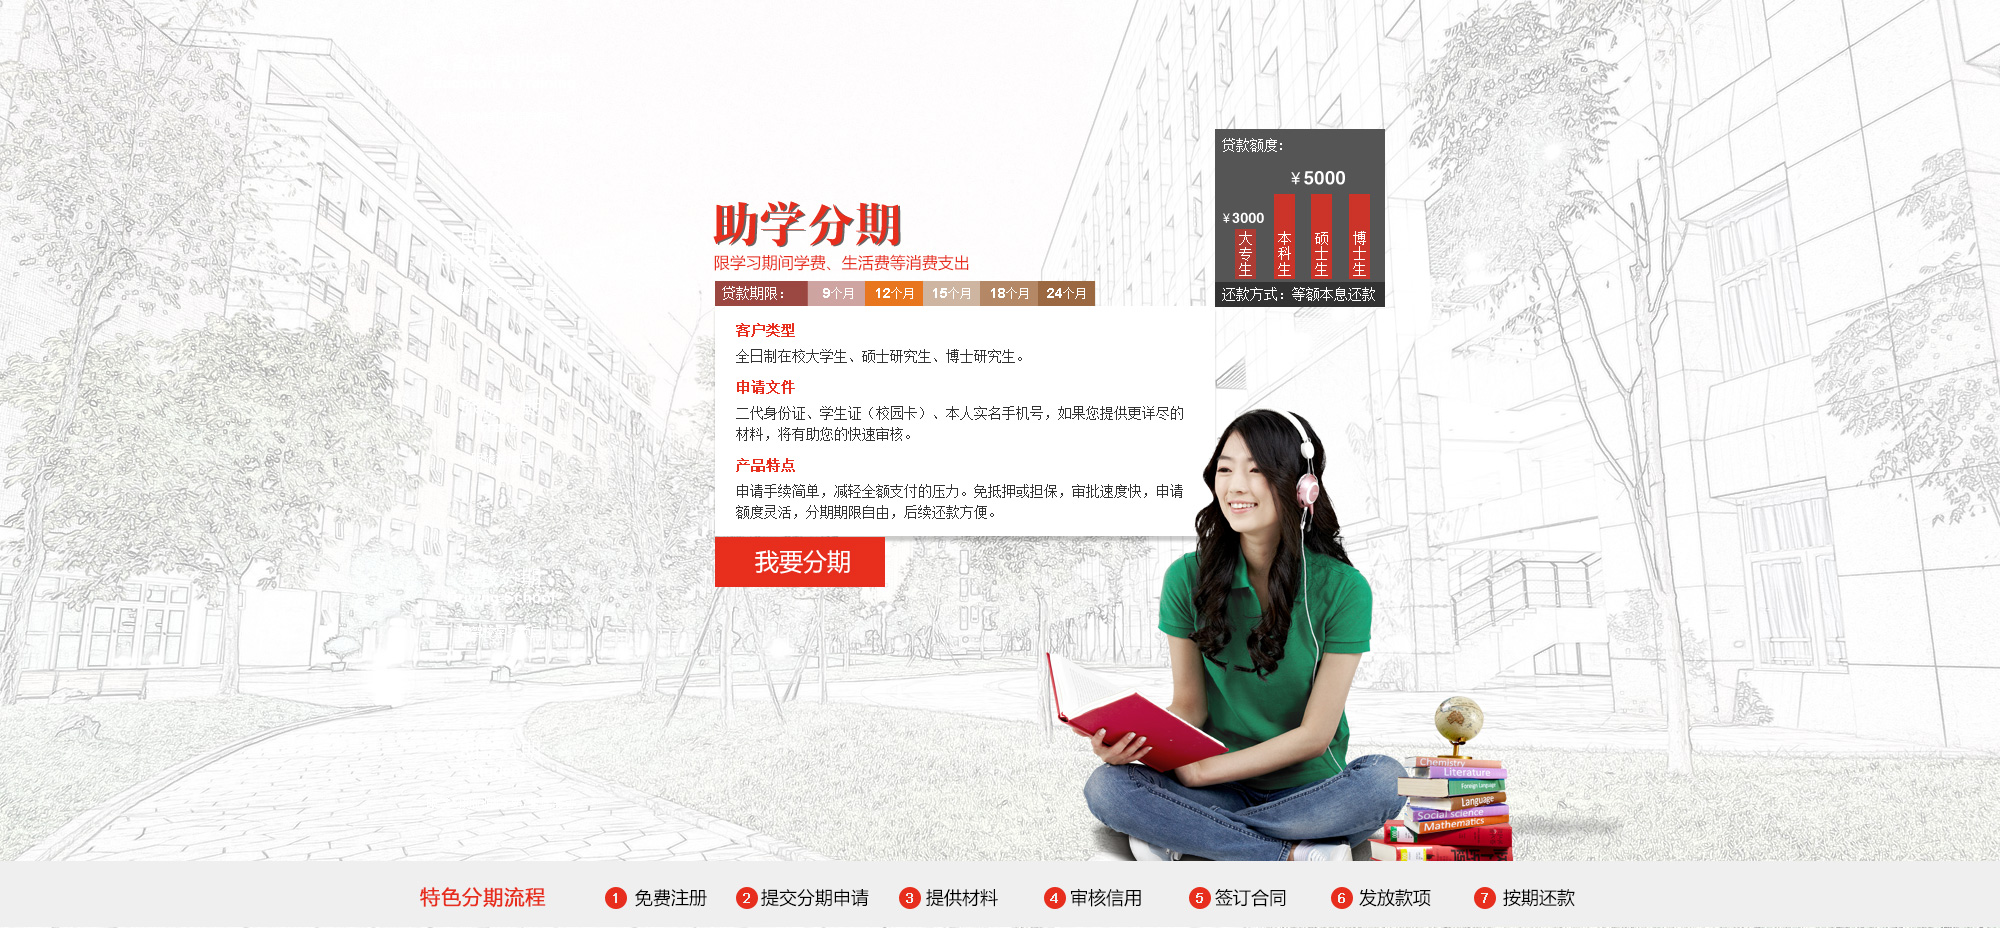 贷款额度:
¥5000
¥3000
大专生
本科生
硕士生
博士生
还款方式：等额本息还款
助学分期
限学习期间学费、生活费等消费支出
贷款期限： 9个月 12个月 15个月 18个月 24个月
客户类型
全日制在校大学生、硕士研究生、博士研究生。
申请文件
二代身份证、学生证（校园卡）、本人实名手机号，如果您提供更详尽的
材料，将有助您的快速审核。
产品特点
申请手续简单，减轻全额支付的压力。免抵押或担保，审批速度快，申请
额度灵活，分期期限自由，后续还款方便。
我要分期
Chemistry
Literature
Foreign Language
Language
Social science
Mathematics
特色分期流程 1 免费注册 2 提交分期申请 3 提供材料 4 审核信用 5 签订合同 6 发放款项 7 按期还款